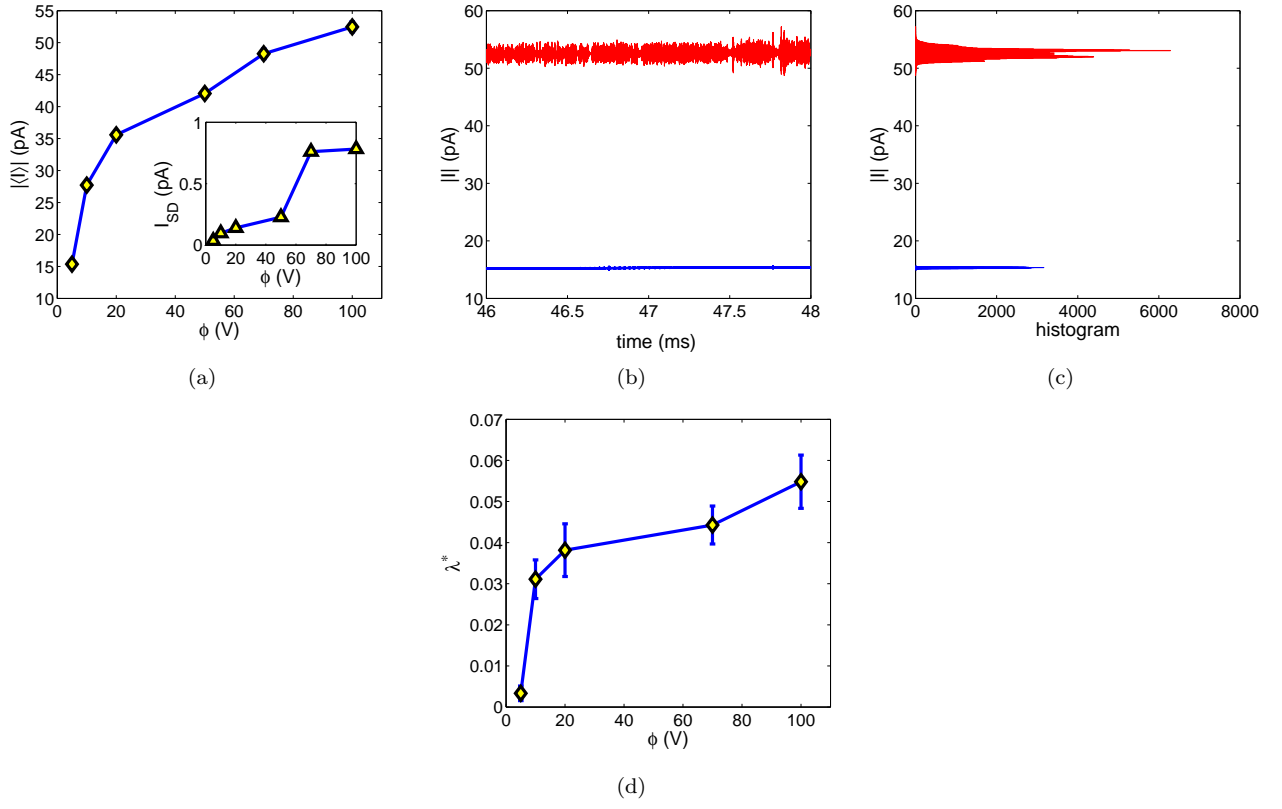 55
50
45
40
35
30
25
20
15
10
|⟨I⟩| (pA)
0 20 40 60 80 100
ϕ (V)
1
0.5
0
I_SD (pA)
0 20 40 60 80 100
ϕ (V)
(a)
60
50
40
30
20
10
|I| (pA)
46 46.5 47 47.5 48
time (ms)
(b)
60
50
40
30
20
10
|I| (pA)
0 2000 4000 6000 8000
histogram
(c)
0.07
0.06
0.05
0.04
0.03
0.02
0.01
0
λ*
0 20 40 60 80 100
ϕ (V)
(d)